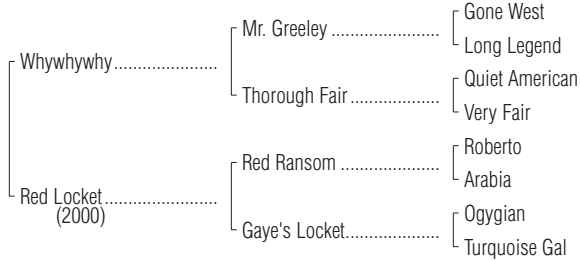 Gone West
Mr. Greeley ......................
Long Legend
Whywhywhy.....................
Quiet American
Thorough Fair ..................
Very Fair
Roberto
Red Ransom ....................
Arabia
Red Locket.......................
(2000)
Ogygian
Gaye's Locket...................
Turquoise Gal